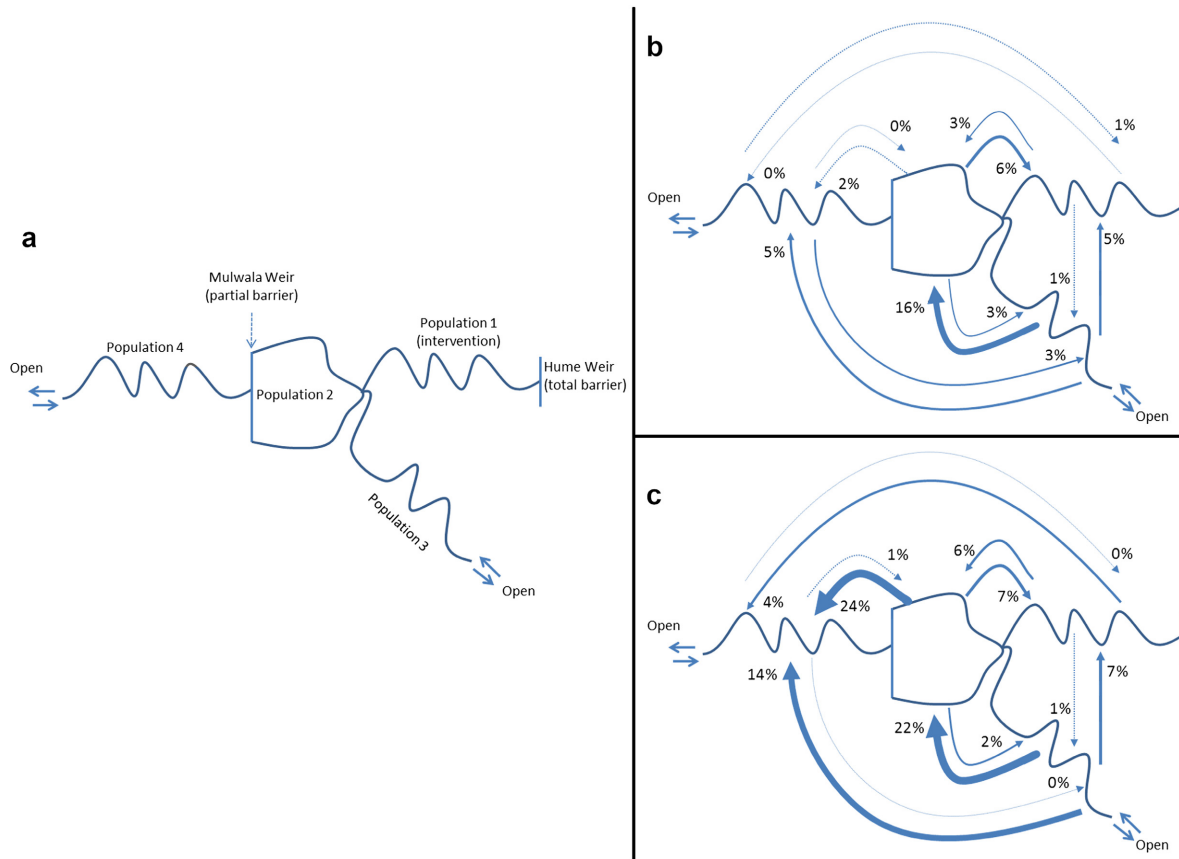 a
Mulwala Weir
(partial barrier)
Population 4
Population 1
(intervention)
Open
Hume Weir
(total barrier)
Population 2
Population 3
Open
b
0%
3%
1%
0%
2%
6%
Open
5%
5%
1%
16%
3%
3%
Open
c
1%
6%
0%
4%
24%
7%
Open
14%
7%
1%
22%
2%
0%
Open